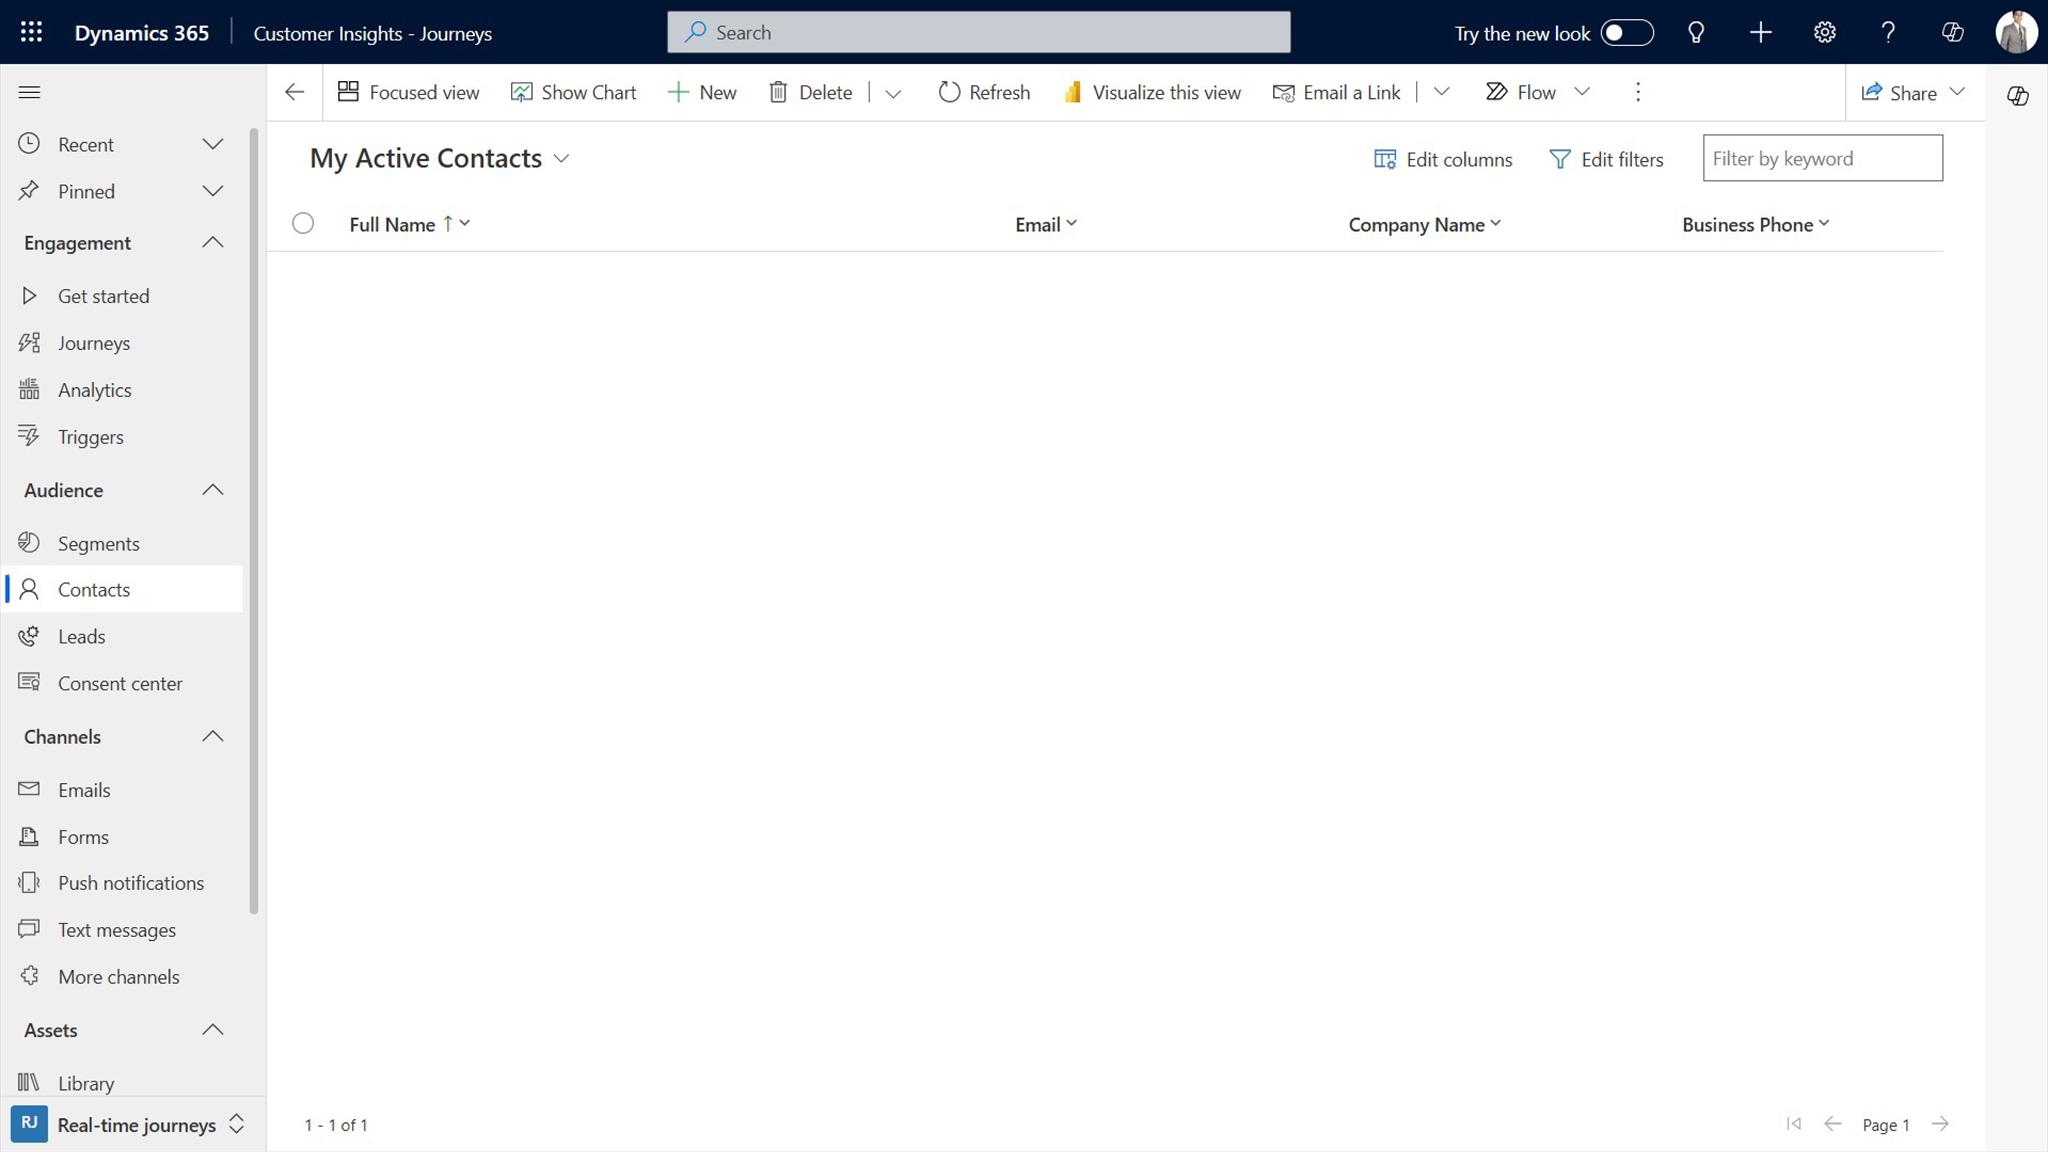 Dynamics 365
Customer Insights - Journeys
Search
Try the new look
Focused view
Show Chart
New
Delete
Refresh
Visualize this view
Email a Link
Flow
Share
Recent
Pinned
Engagement
Get started
Journeys
Analytics
Triggers
Audience
Segments
Contacts
Leads
Consent center
Channels
Emails
Forms
Push notifications
Text messages
More channels
Assets
Library
RJ Real-time journeys
My Active Contacts
Edit columns
Edit filters
Filter by keyword
Full Name
Email
Company Name
Business Phone
1 - 1 of 1
Page 1